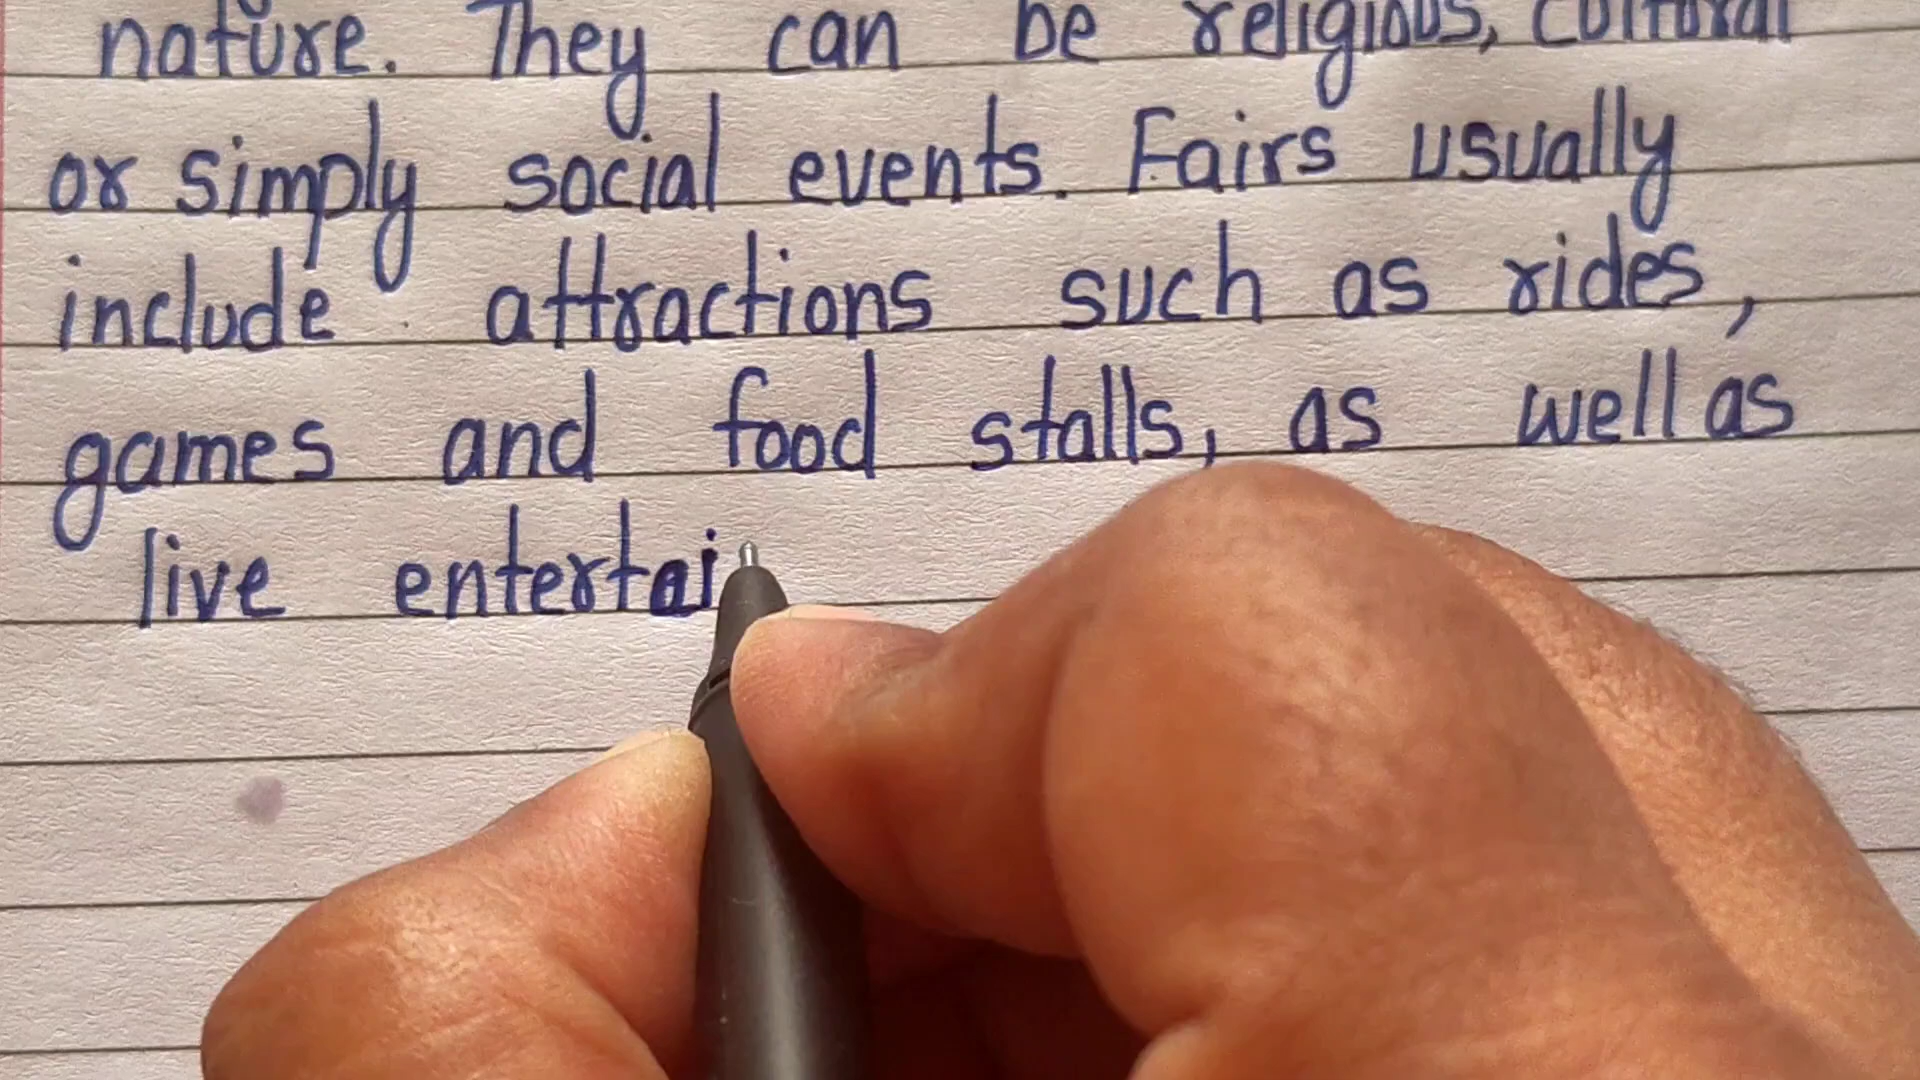 nature. They can be religious, cultural
or simply social events. Fairs usually
include attractions such as rides,
games and food stalls, as well as
live entertai